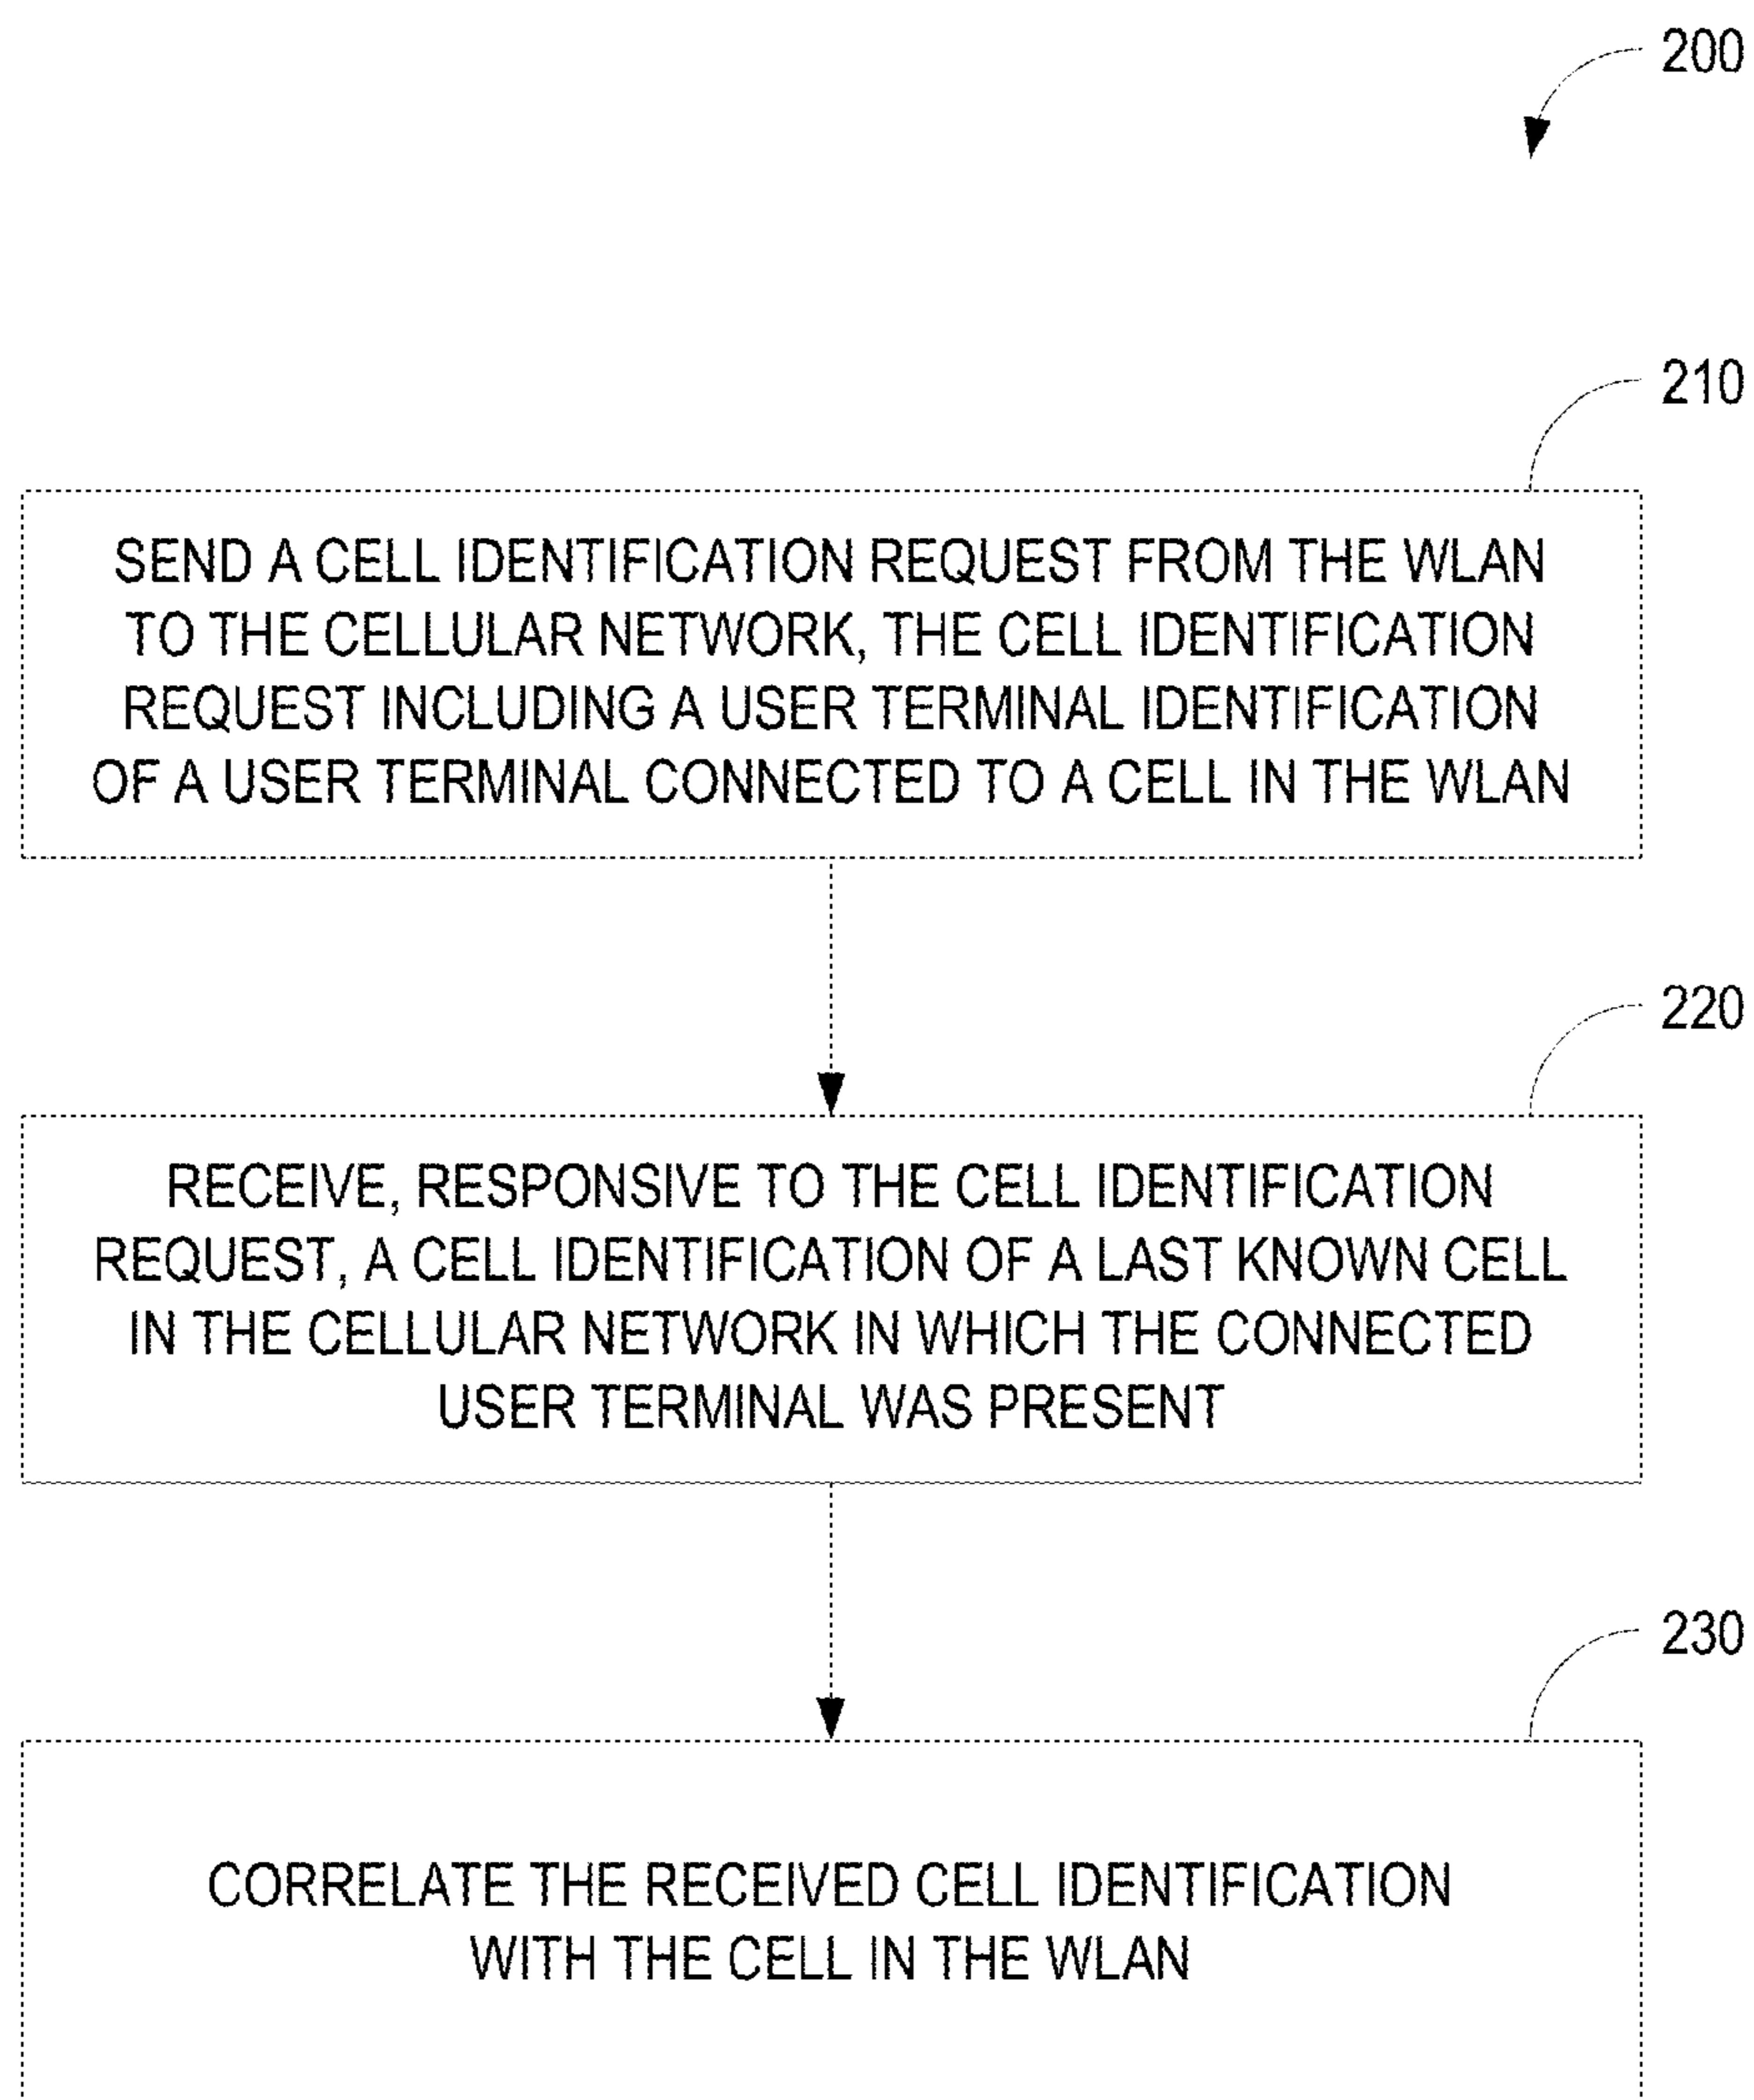 200
210
SEND A CELL IDENTIFICATION REQUEST FROM THE WLAN
TO THE CELLULAR NETWORK, THE CELL IDENTIFICATION
REQUEST INCLUDING A USER TERMINAL IDENTIFICATION
OF A USER TERMINAL CONNECTED TO A CELL IN THE WLAN
220
RECEIVE, RESPONSIVE TO THE CELL IDENTIFICATION
REQUEST, A CELL IDENTIFICATION OF A LAST KNOWN CELL
IN THE CELLULAR NETWORK IN WHICH THE CONNECTED
USER TERMINAL WAS PRESENT
230
CORRELATE THE RECEIVED CELL IDENTIFICATION
WITH THE CELL IN THE WLAN